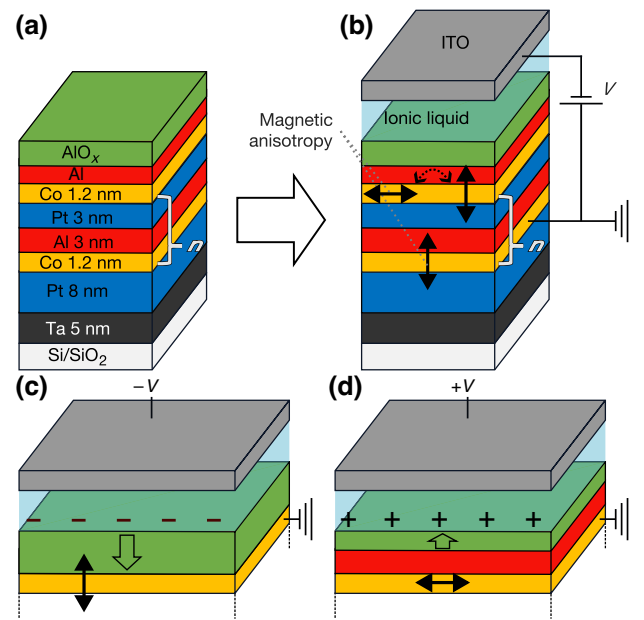 (a)
AlOx
Al
Co 1.2 nm
Pt 3 nm
Al 3 nm
Co 1.2 nm
n
Pt 8 nm
Ta 5 nm
Si/SiO2
(b)
ITO
V
Ionic liquid
Magnetic
anisotropy
n
(c)
−V
− − − − −
(d)
+V
+ + + + +